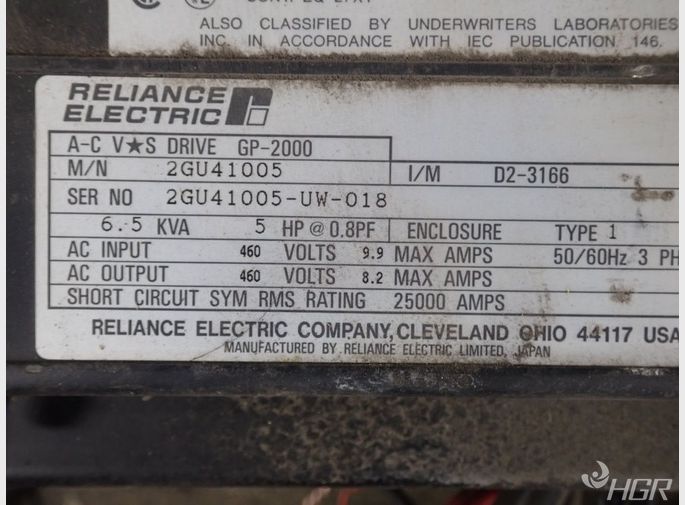 ALSO CLASSIFIED BY UNDERWRITERS LABORATORIES
INC. IN ACCORDANCE WITH IEC PUBLICATION 146.
RELIANCE
ELECTRIC
A-C V★S DRIVE GP-2000
M/N 2GU41005 I/M D2-3166
SER NO 2GU41005-UW-018
6.5 KVA 5 HP @ 0.8PF ENCLOSURE TYPE 1
AC INPUT 460 VOLTS 9.9 MAX AMPS 50/60Hz 3 PH
AC OUTPUT 460 VOLTS 8.2 MAX AMPS
SHORT CIRCUIT SYM RMS RATING 25000 AMPS
RELIANCE ELECTRIC COMPANY, CLEVELAND OHIO 44117 USA
MANUFACTURED BY RELIANCE ELECTRIC LIMITED, JAPAN
HGR